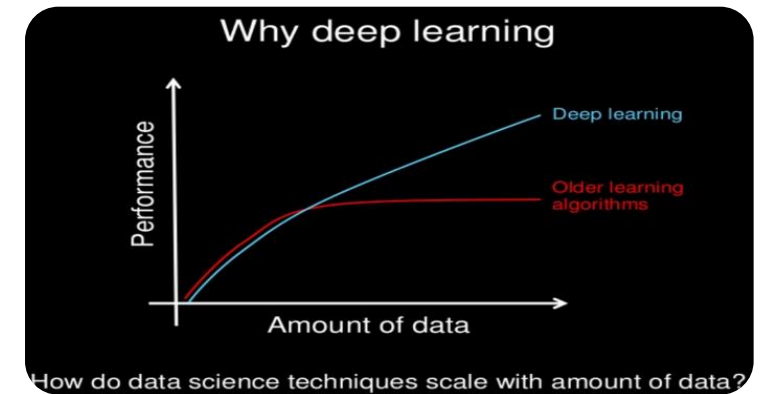 Why deep learning
Performance
Deep learning
Older learning
algorithms
Amount of data
How do data science techniques scale with amount of data?